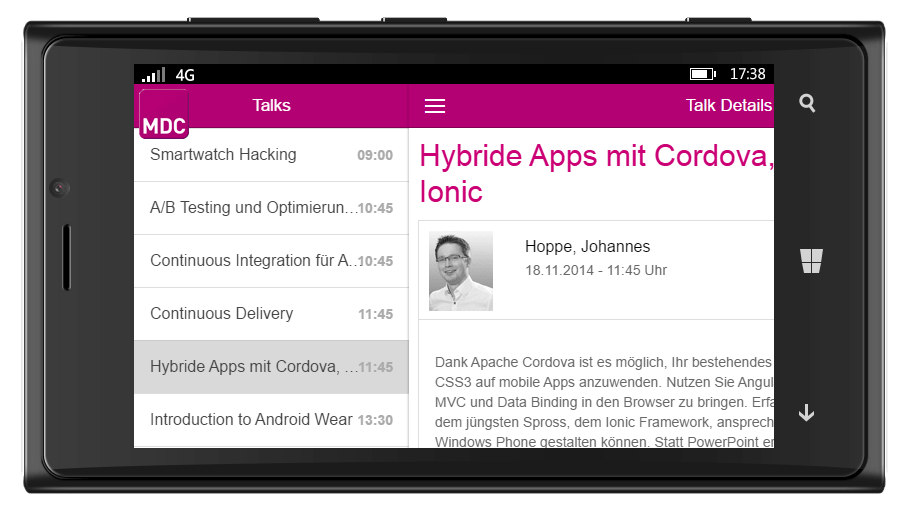 4G
17:38
MDC
Talks
Talk Details
Smartwatch Hacking 09:00
A/B Testing und Optimierun... 10:45
Continuous Integration für A... 10:45
Continuous Delivery 11:45
Hybride Apps mit Cordova, ... 11:45
Introduction to Android Wear 13:30
Hybride Apps mit Cordova,
Ionic
Hoppe, Johannes
18.11.2014 - 11:45 Uhr
Dank Apache Cordova ist es möglich, Ihr bestehendes
CSS3 auf mobile Apps anzuwenden. Nutzen Sie Angul
MVC und Data Binding in den Browser zu bringen. Erfa
dem jüngsten Spross, dem Ionic Framework, ansprech
Windows Phone gestalten können. Statt PowerPoint er